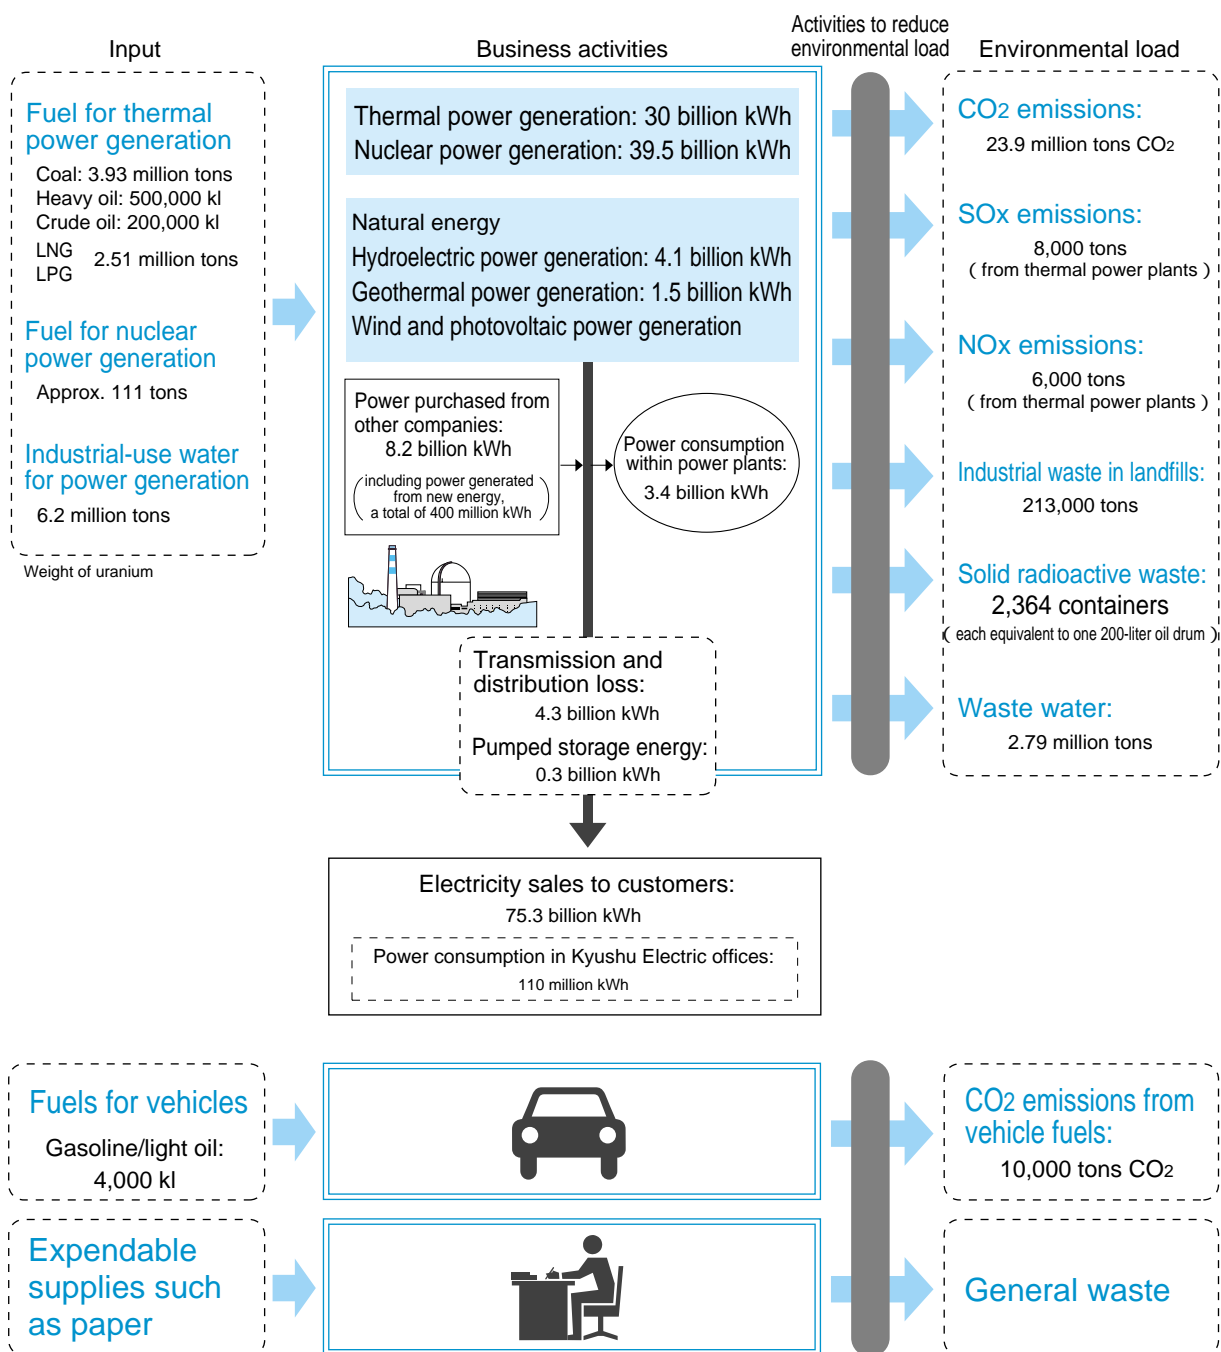 Input
Business activities
Activities to reduce
environmental load
Environmental load
Fuel for thermal
power generation
Coal: 3.93 million tons
Heavy oil: 500,000 kl
Crude oil: 200,000 kl
LNG
LPG
2.51 million tons
Fuel for nuclear
power generation
Approx. 111 tons
Industrial-use water
for power generation
6.2 million tons
Weight of uranium
Thermal power generation: 30 billion kWh
Nuclear power generation: 39.5 billion kWh
Natural energy
Hydroelectric power generation: 4.1 billion kWh
Geothermal power generation: 1.5 billion kWh
Wind and photovoltaic power generation
Power purchased from
other companies:
8.2 billion kWh
(including power generated
from new energy,
a total of 400 million kWh)
Power consumption
within power plants:
3.4 billion kWh
Transmission and
distribution loss:
4.3 billion kWh
Pumped storage energy:
0.3 billion kWh
Electricity sales to customers:
75.3 billion kWh
Power consumption in Kyushu Electric offices:
110 million kWh
CO2 emissions:
23.9 million tons CO2
SOx emissions:
8,000 tons
(from thermal power plants)
NOx emissions:
6,000 tons
(from thermal power plants)
Industrial waste in landfills:
213,000 tons
Solid radioactive waste:
2,364 containers
(each equivalent to one 200-liter oil drum)
Waste water:
2.79 million tons
Fuels for vehicles
Gasoline/light oil:
4,000 kl
CO2 emissions from
vehicle fuels:
10,000 tons CO2
Expendable
supplies such
as paper
General waste